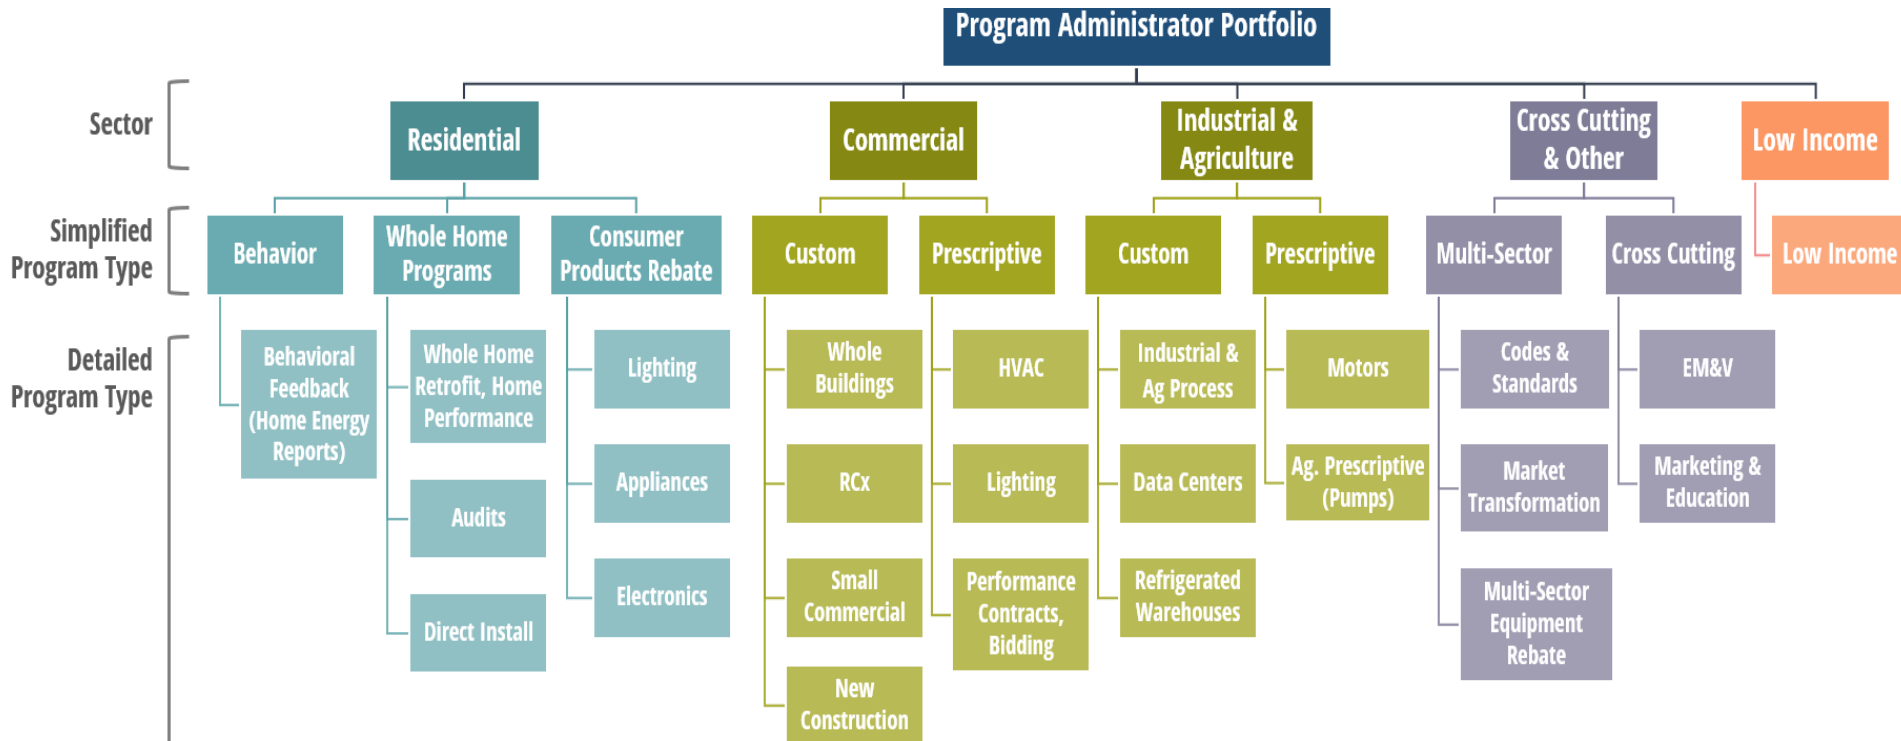 Program Administrator Portfolio
Sector
Residential
Commercial
Industrial &
Agriculture
Cross Cutting
& Other
Low Income
Simplified
Program Type
Behavior
Whole Home
Programs
Consumer
Products Rebate
Custom
Prescriptive
Custom
Prescriptive
Multi-Sector
Cross Cutting
Low Income
Detailed
Program Type
Behavioral
Feedback
(Home Energy
Reports)
Whole Home
Retrofit, Home
Performance
Audits
Direct Install
Lighting
Appliances
Electronics
Whole
Buildings
RCx
Small
Commercial
New
Construction
HVAC
Lighting
Performance
Contracts,
Bidding
Industrial &
Ag Process
Data Centers
Refrigerated
Warehouses
Motors
Ag. Prescriptive
(Pumps)
Codes &
Standards
Market
Transformation
Multi-Sector
Equipment
Rebate
EM&V
Marketing &
Education